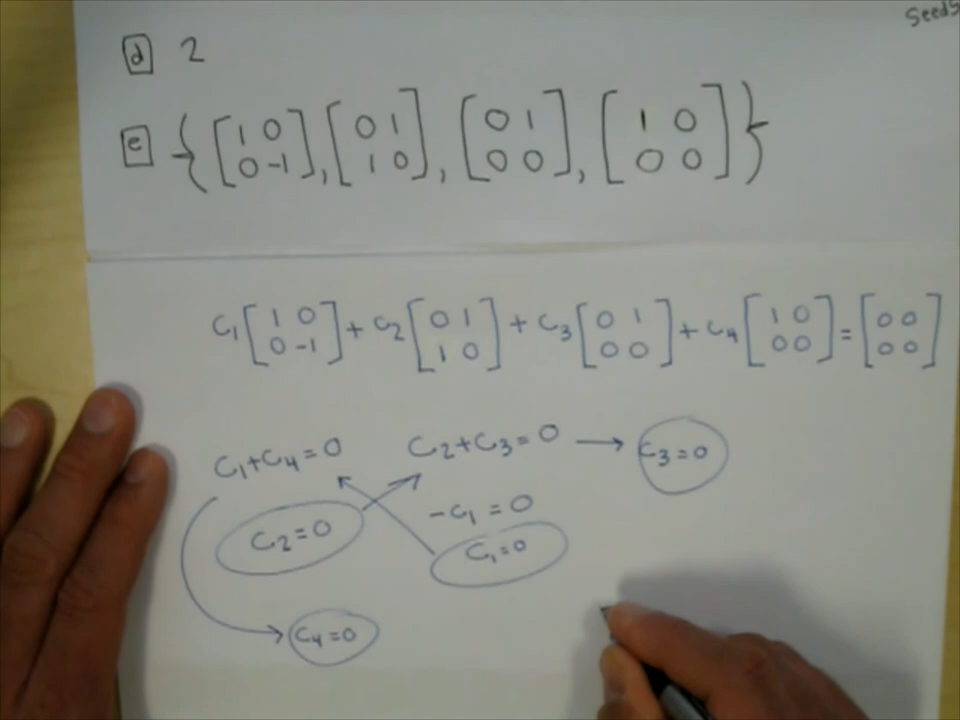 Seeds
d 2
e { [1 0; 0 -1], [0 1; 1 0], [0 1; 0 0], [1 0; 0 0] }
C1 [1 0; 0 -1] + C2 [0 1; 1 0] + C3 [0 1; 0 0] + C4 [1 0; 0 0] = [0 0; 0 0]
C1+C4=0 C2+C3=0 → C3=0
C2=0 -C1=0
C1=0
C4=0